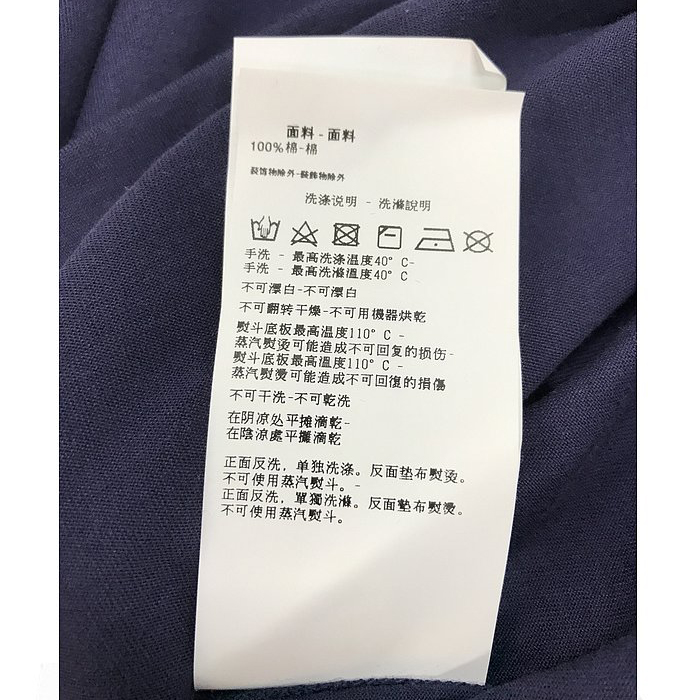 面料 - 面料
100%棉-棉
装饰物除外-裝飾物除外
洗涤说明 - 洗滌說明
手洗 - 最高洗涤温度40° C-
手洗 - 最高洗滌溫度40° C
不可漂白-不可漂白
不可翻转干燥-不可用機器烘乾
熨斗底板最高温度110° C -
蒸汽熨烫可能造成不可回复的损伤-
熨斗底板最高溫度110° C -
蒸汽熨燙可能造成不可回復的損傷
不可干洗-不可乾洗
在阴凉处平摊滴乾-
在陰涼處平攤滴乾
正面反洗, 单独洗涤。反面垫布熨烫。
不可使用蒸汽熨斗。-
正面反洗, 單獨洗滌。反面墊布熨燙。
不可使用蒸汽熨斗。